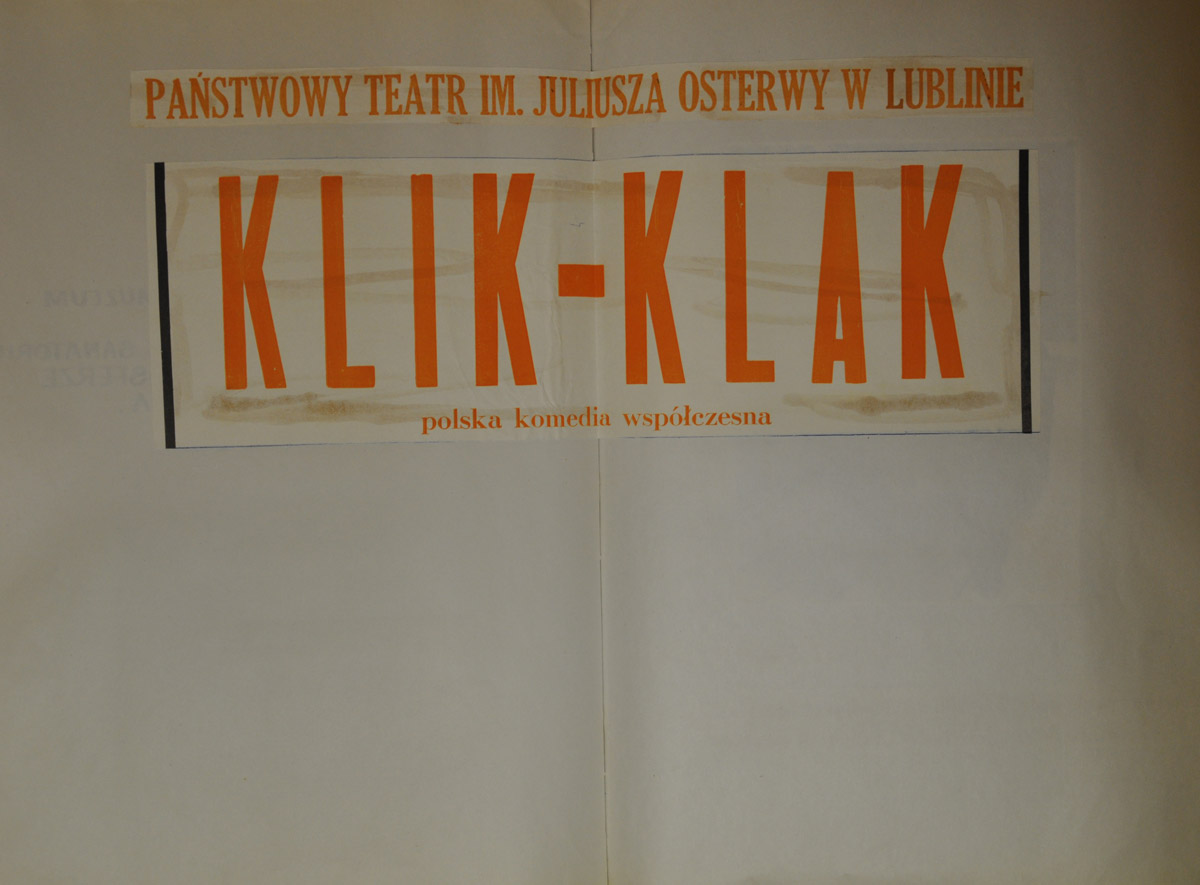 PAŃSTWOWY TEATR IM. JULIUSZA OSTERWY W LUBLINIE
KLIK-KLAK
polska komedia współczesna